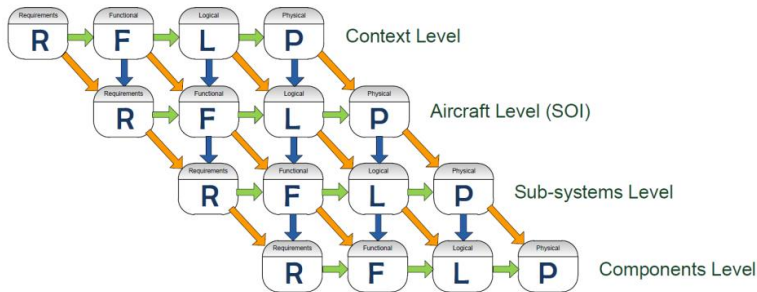 Requirements Functional Logical Physical
R F L P Context Level
Requirements Functional Logical Physical
R F L P Aircraft Level (SOI)
Requirements Functional Logical Physical
R F L P Sub-systems Level
Requirements Functional Logical Physical
R F L P Components Level